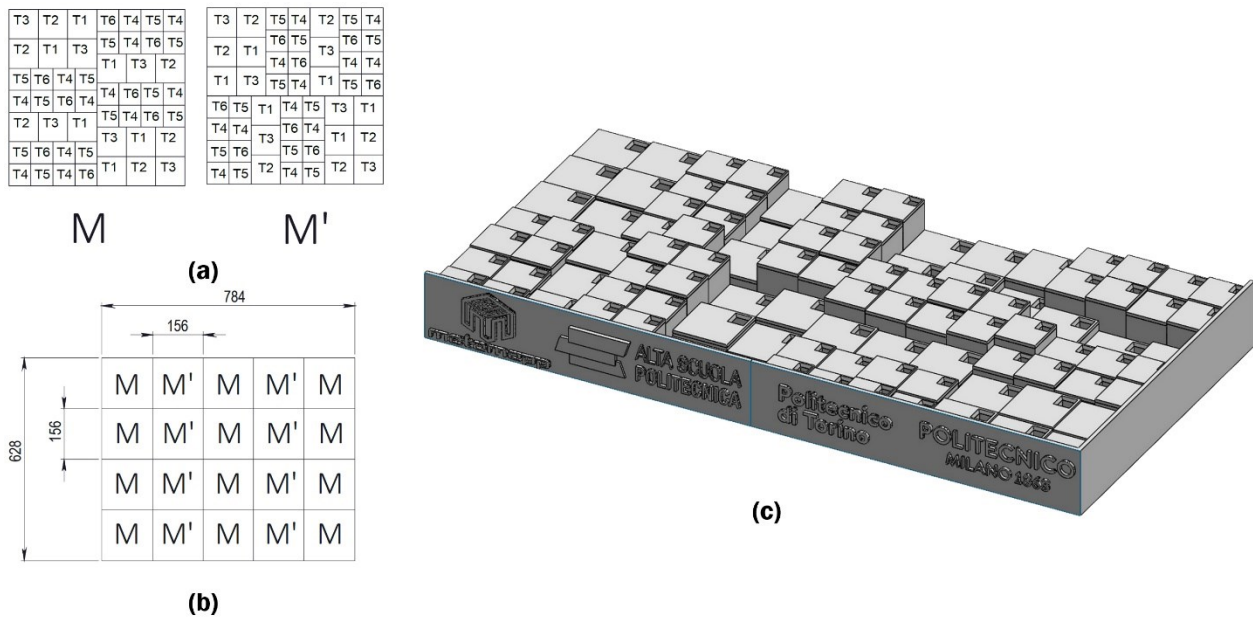 T3 T2 T1 T6 T4 T5 T4
T5 T4 T6 T5
T2 T1 T3
T1 T3 T2
T5 T6 T4 T5
T4 T6 T5 T4
T4 T5 T6 T4
T5 T4 T6 T5
T2 T3 T1
T3 T1 T2
T5 T6 T4 T5
T4 T5 T4 T6 T1 T2 T3
M
T3 T2 T5 T4 T2 T5 T4
T6 T5 T6 T5
T2 T1 T3
T4 T6 T4 T4
T1 T3 T5 T4 T1 T5 T6
T6 T5 T1 T4 T5 T3 T1
T4 T4 T6 T4
T3 T1 T2
T5 T6 T5 T6
T4 T5 T2 T4 T5 T2 T3
M'
(a)
784
156
M M' M M' M
156
M M' M M' M
628
M M' M M' M
M M' M M' M
(b)
ALTA SCUOLA
POLITECNICA
Politecnico
di Torino
POLITECNICO
MILANO 1863
(c)